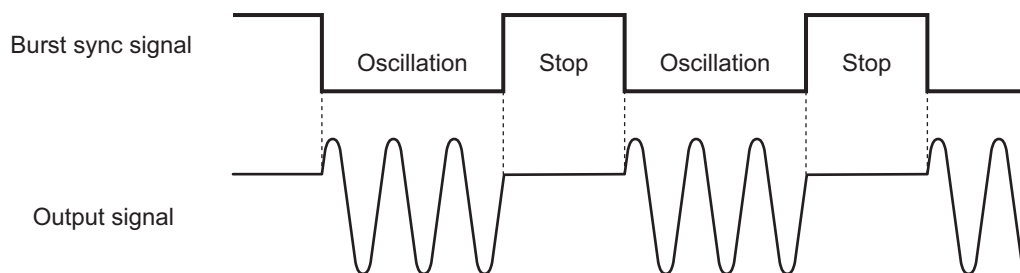 Burst sync signal
Oscillation
Stop
Oscillation
Stop
Output signal